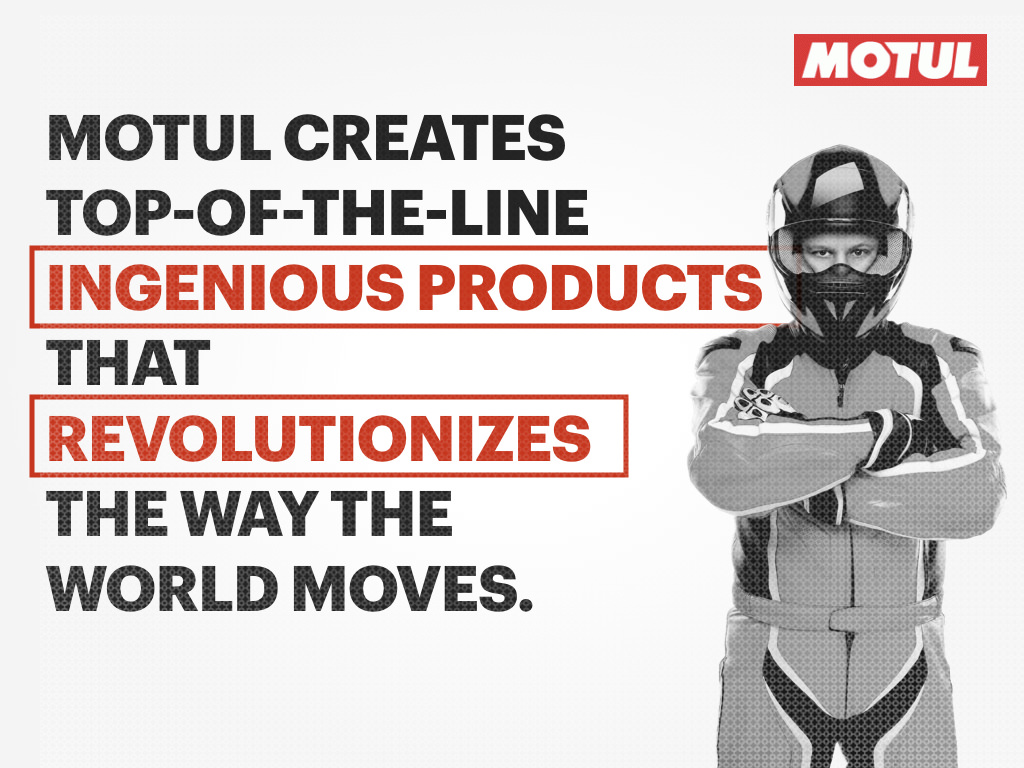 MOTUL
MOTUL CREATES
TOP-OF-THE-LINE
INGENIOUS PRODUCTS
THAT
REVOLUTIONIZES
THE WAY THE
WORLD MOVES.